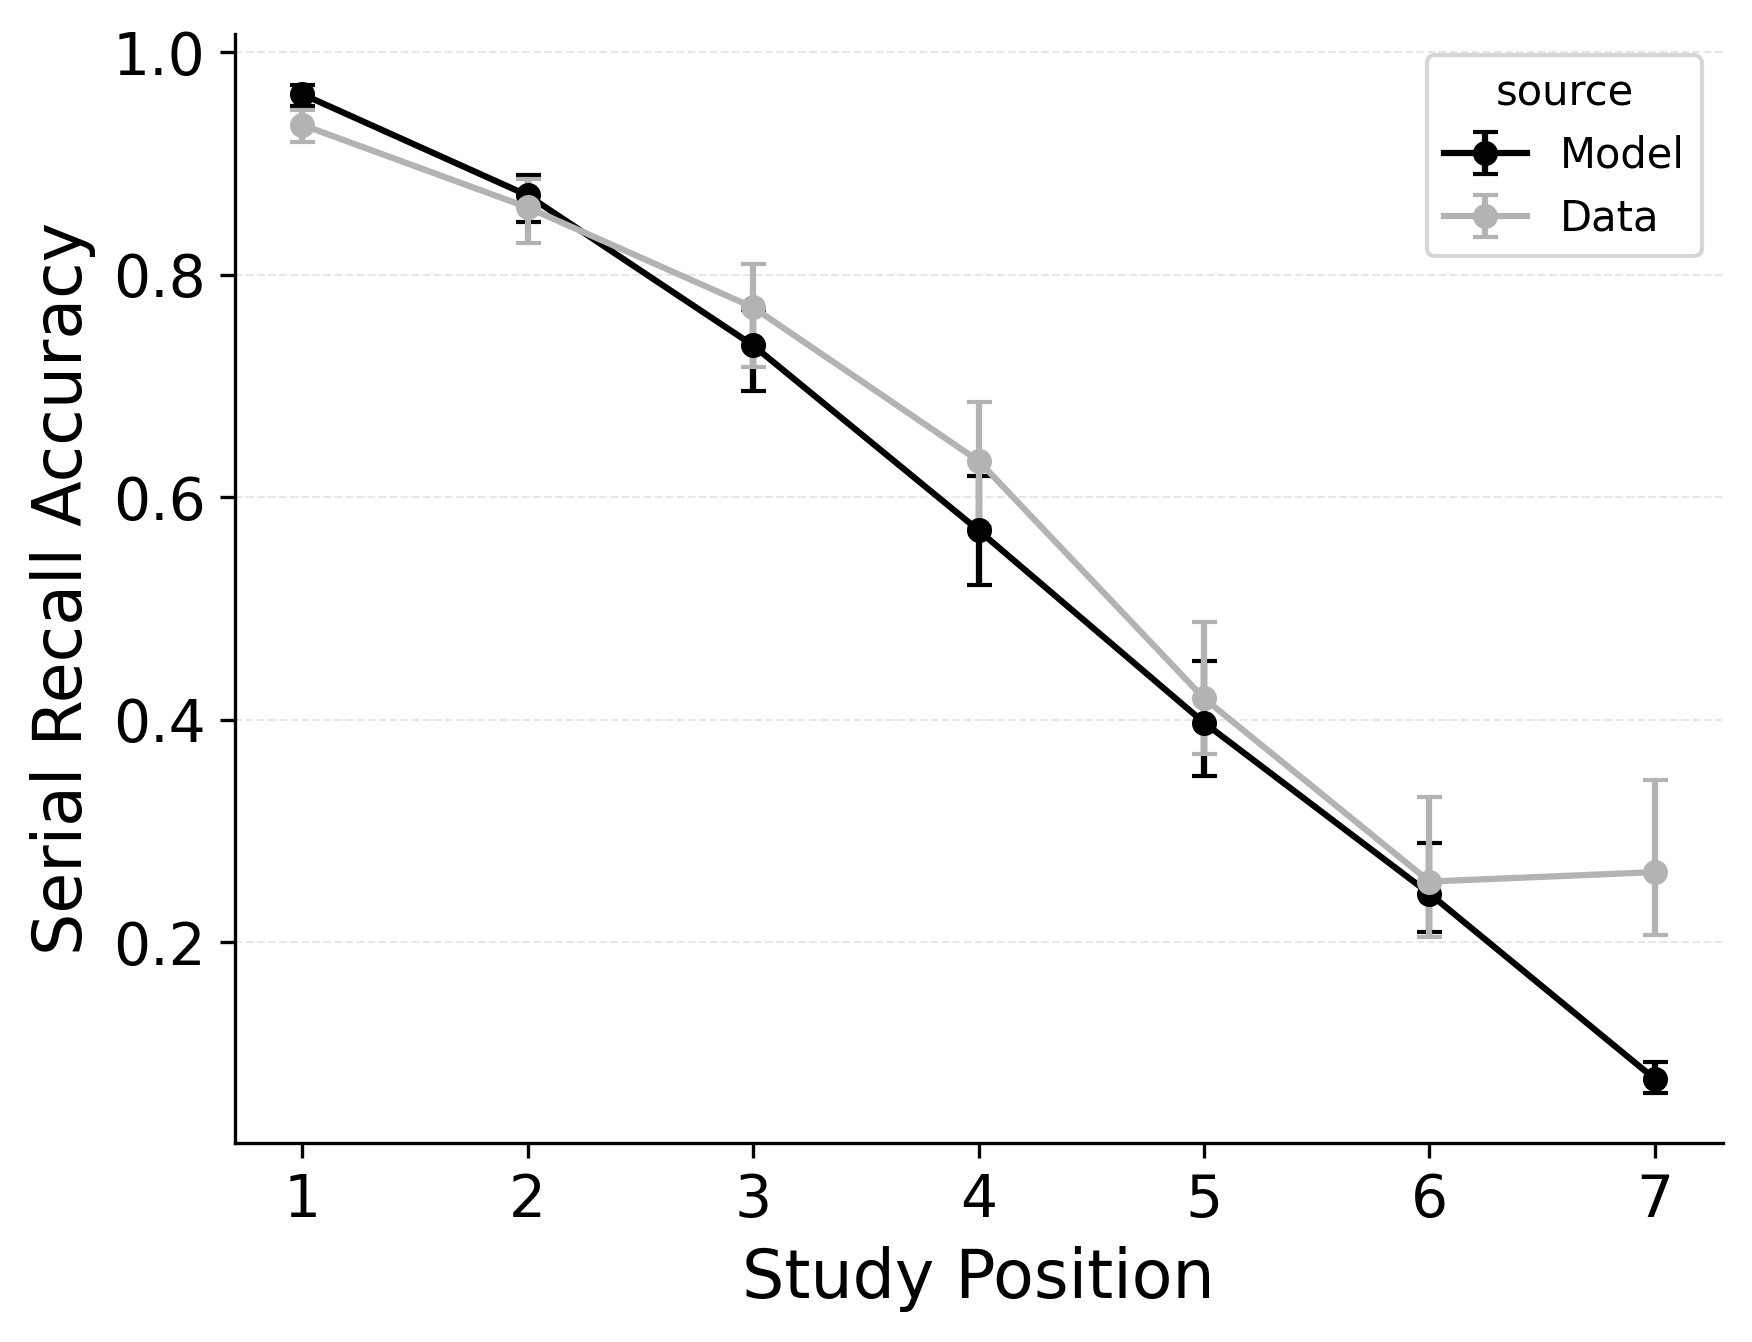 1.0
0.8
0.6
0.4
0.2
Serial Recall Accuracy
source
Model
Data
1 2 3 4 5 6 7
Study Position